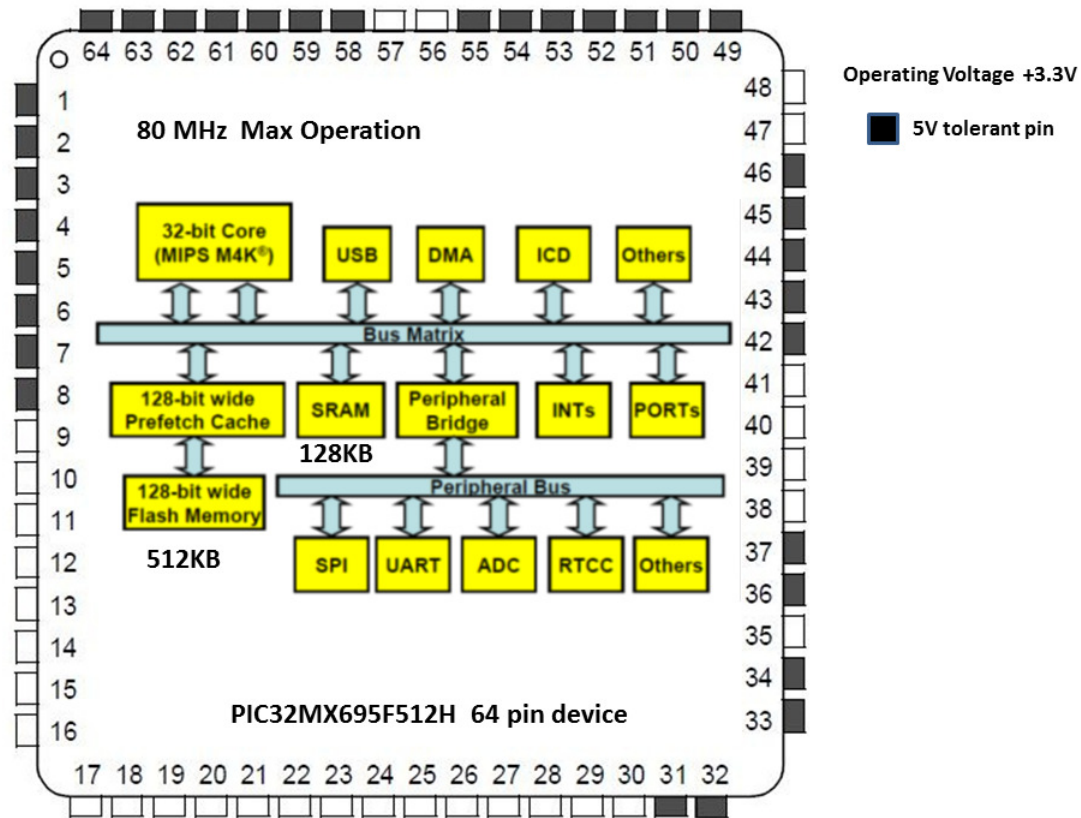 64 63 62 61 60 59 58 57 56 55 54 53 52 51 50 49
Operating Voltage +3.3V
5V tolerant pin
1
2
3
4
5
6
7
8
9
10
11
12
13
14
15
16
80 MHz Max Operation
32-bit Core
(MIPS M4K®)
USB
DMA
ICD
Others
Bus Matrix
128-bit wide
Prefetch Cache
SRAM
Peripheral
Bridge
INTs
PORTs
128KB
Peripheral Bus
128-bit wide
Flash Memory
512KB
SPI
UART
ADC
RTCC
Others
PIC32MX695F512H 64 pin device
48
47
46
45
44
43
42
41
40
39
38
37
36
35
34
33
17 18 19 20 21 22 23 24 25 26 27 28 29 30 31 32